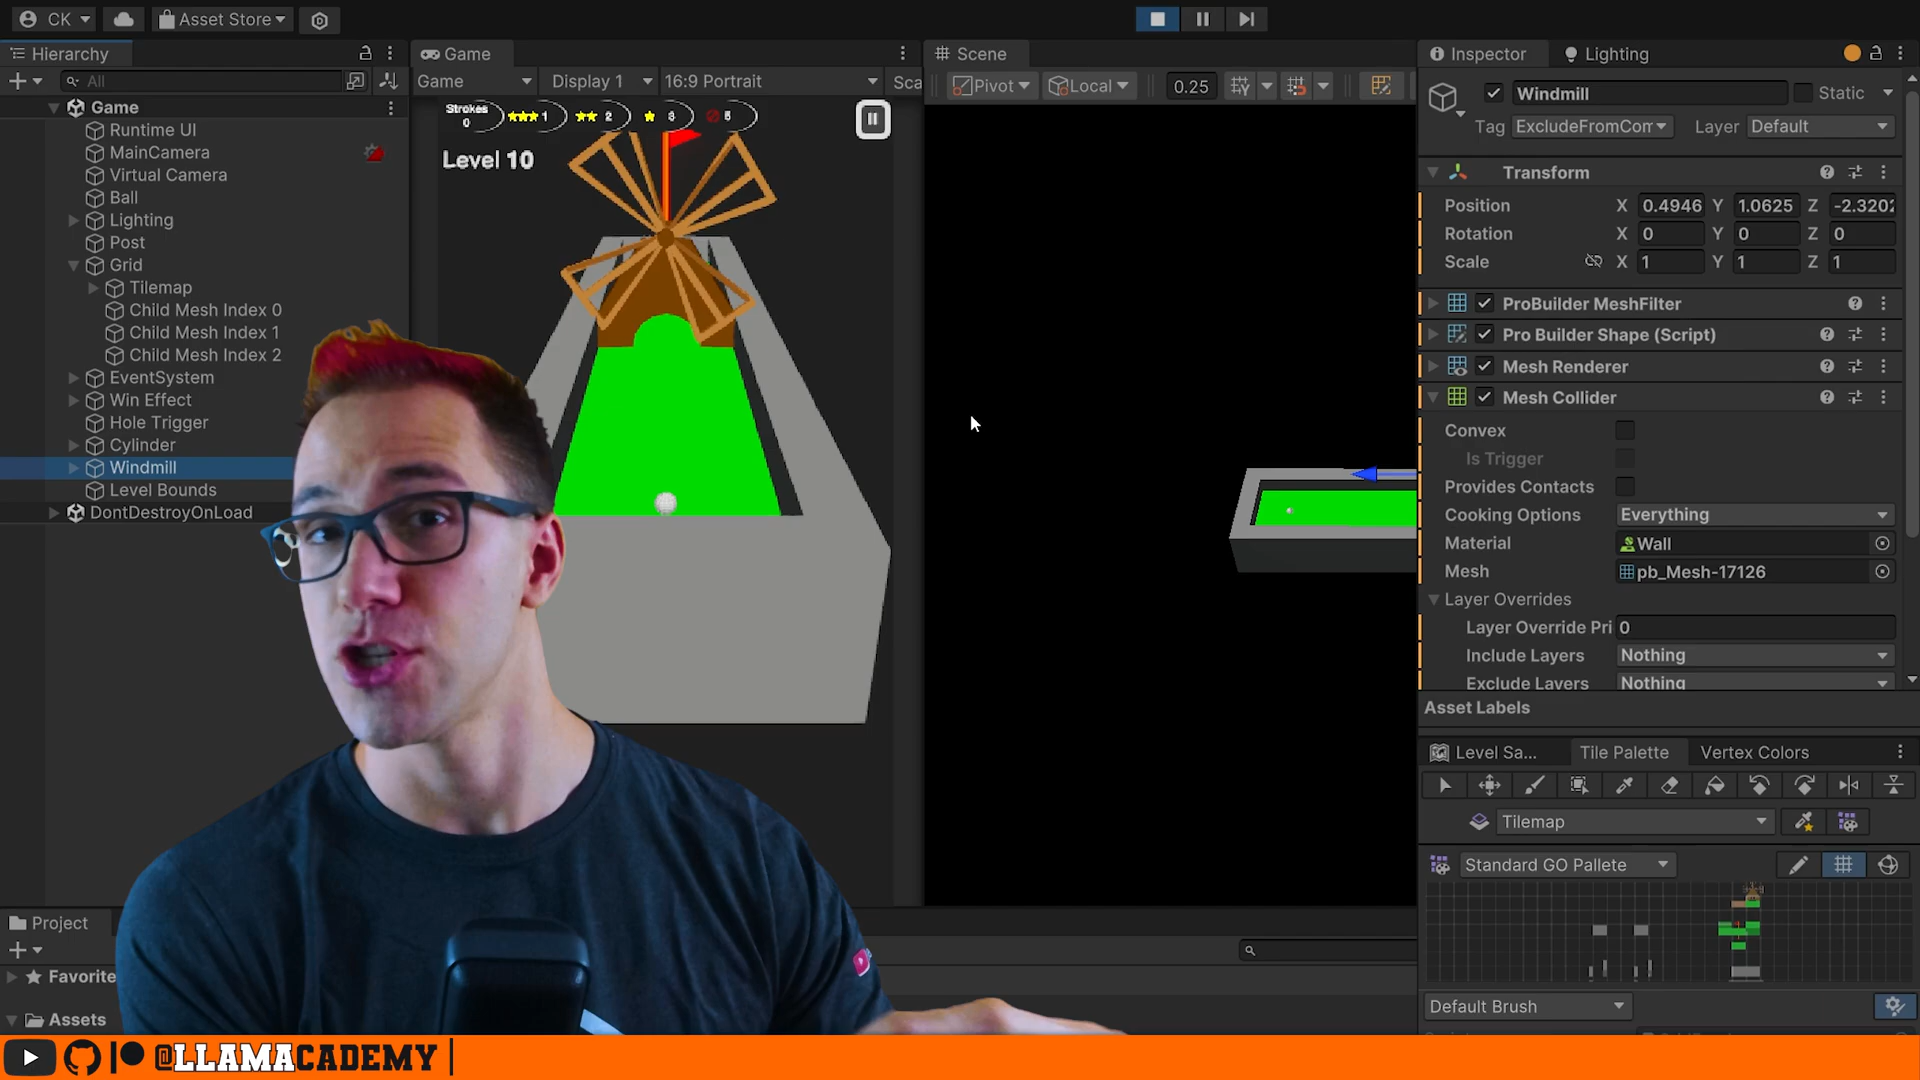 CK
Asset Store
Hierarchy
All
Game
Runtime UI
MainCamera
Virtual Camera
Ball
Lighting
Post
Grid
Tilemap
Child Mesh Index 0
Child Mesh Index 1
Child Mesh Index 2
EventSystem
Win Effect
Hole Trigger
Cylinder
Windmill
Level Bounds
DontDestroyOnLoad
Game
Game
Display 1
16:9 Portrait
Sca
Strokes
0
1
2
3
5
Level 10
Scene
Pivot
Local
0.25
Inspector
Lighting
Windmill
Static
Tag
ExcludeFromCon
Layer
Default
Transform
Position X 0.4946 Y 1.0625 Z -2.3202
Rotation X 0 Y 0 Z 0
Scale X 1 Y 1 Z 1
ProBuilder MeshFilter
Pro Builder Shape (Script)
Mesh Renderer
Mesh Collider
Convex
Is Trigger
Provides Contacts
Cooking Options Everything
Material Wall
Mesh pb_Mesh-17126
Layer Overrides
Layer Override Pri 0
Include Layers Nothing
Exclude Layers Nothing
Asset Labels
Level Sa...
Tile Palette
Vertex Colors
Tilemap
Standard GO Pallete
Default Brush
Project
Favorite
Assets
@LLAMACADEMY